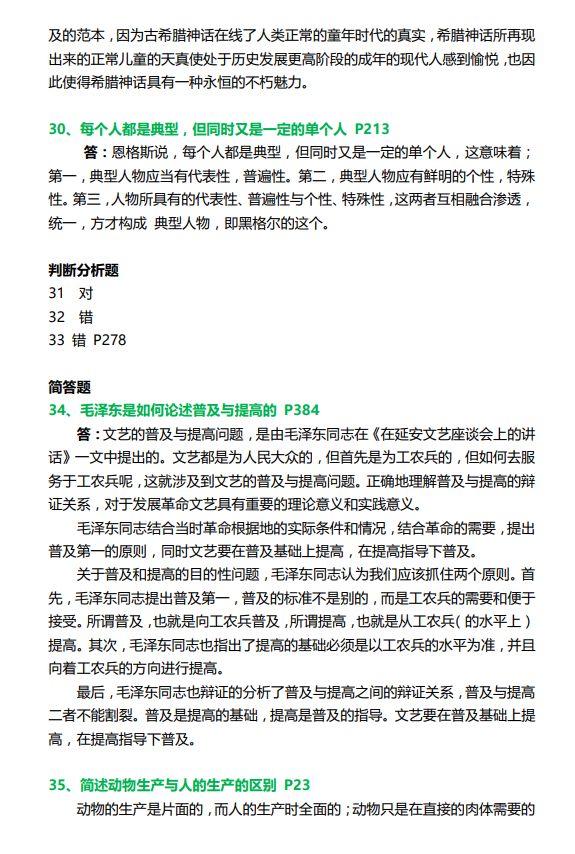 及的范本，因为古希腊神话在线了人类正常的童年时代的真实，希腊神话所再现
出来的正常儿童的天真使处于历史发展更高阶段的成年的现代人感到愉悦，也因
此使得希腊神话具有一种永恒的不朽魅力。
30、每个人都是典型，但同时又是一定的单个人 P213
答：恩格斯说，每个人都是典型，但同时又是一定的单个人，这意味着；
第一，典型人物应当有代表性，普遍性。第二，典型人物应有鲜明的个性，特殊
性。第三，人物所具有的代表性、普遍性与个性、特殊性，这两者互相融合渗透，
统一，方才构成 典型人物，即黑格尔的这个。
判断分析题
31 对
32 错
33 错 P278
简答题
34、毛泽东是如何论述普及与提高的 P384
答：文艺的普及与提高问题，是由毛泽东同志在《在延安文艺座谈会上的讲
话》一文中提出的。文艺都是为人民大众的，但首先是为工农兵的，但如何去服
务于工农兵呢，这就涉及到文艺的普及与提高问题。正确地理解普及与提高的辩
证关系，对于发展革命文艺具有重要的理论意义和实践意义。
毛泽东同志结合当时革命根据地的实际条件和情况，结合革命的需要，提出
普及第一的原则，同时文艺要在普及基础上提高，在提高指导下普及。
关于普及和提高的目的性问题，毛泽东同志认为我们应该抓住两个原则。首
先，毛泽东同志提出普及第一，普及的标准不是别的，而是工农兵的需要和便于
接受。所谓普及，也就是向工农兵普及，所谓提高，也就是从工农兵（的水平上）
提高。其次，毛泽东同志也指出了提高的基础必须是以工农兵的水平为准，并且
向着工农兵的方向进行提高。
最后，毛泽东同志也辩证的分析了普及与提高之间的辩证关系，普及与提高
二者不能割裂。普及是提高的基础，提高是普及的指导。文艺要在普及基础上提
高，在提高指导下普及。
35、简述动物生产与人的生产的区别 P23
动物的生产是片面的，而人的生产时全面的；动物只是在直接的肉体需要的